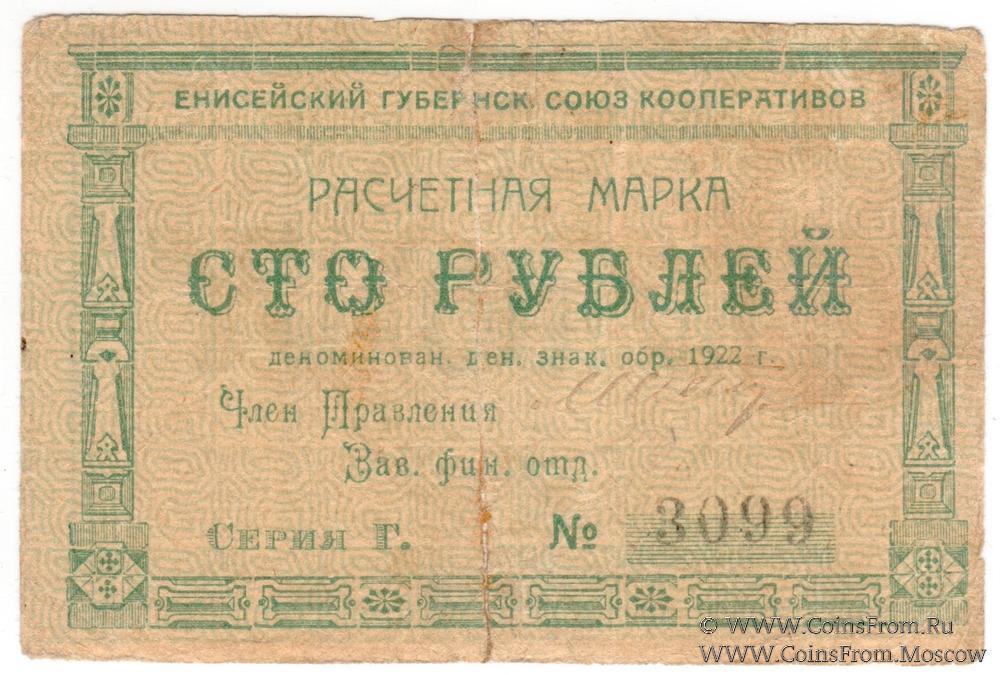 ЕНИСЕЙСКИЙ ГУБЕРНСК. СОЮЗ КООПЕРАТИВОВ
РАСЧЕТНАЯ МАРКА
СТО РУБЛЕЙ
деноминован. ден. знак. обр. 1922 г.
Член Правления
Зав. фин. отд.
Серия Г. № 3099
© WWW.CoinsFrom.Ru
WWW.CoinsFrom.Moscow